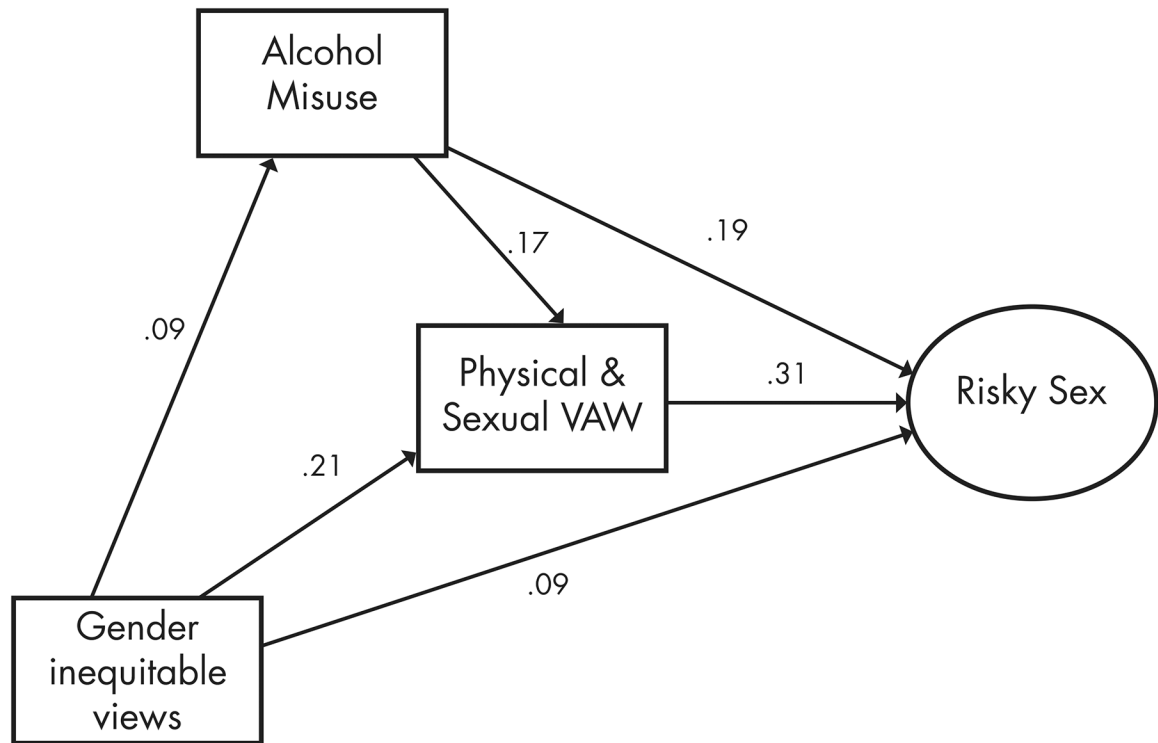 Alcohol
Misuse
.19
.17
.09
Physical &
Sexual VAW
.31
Risky Sex
.21
.09
Gender
inequitable
views